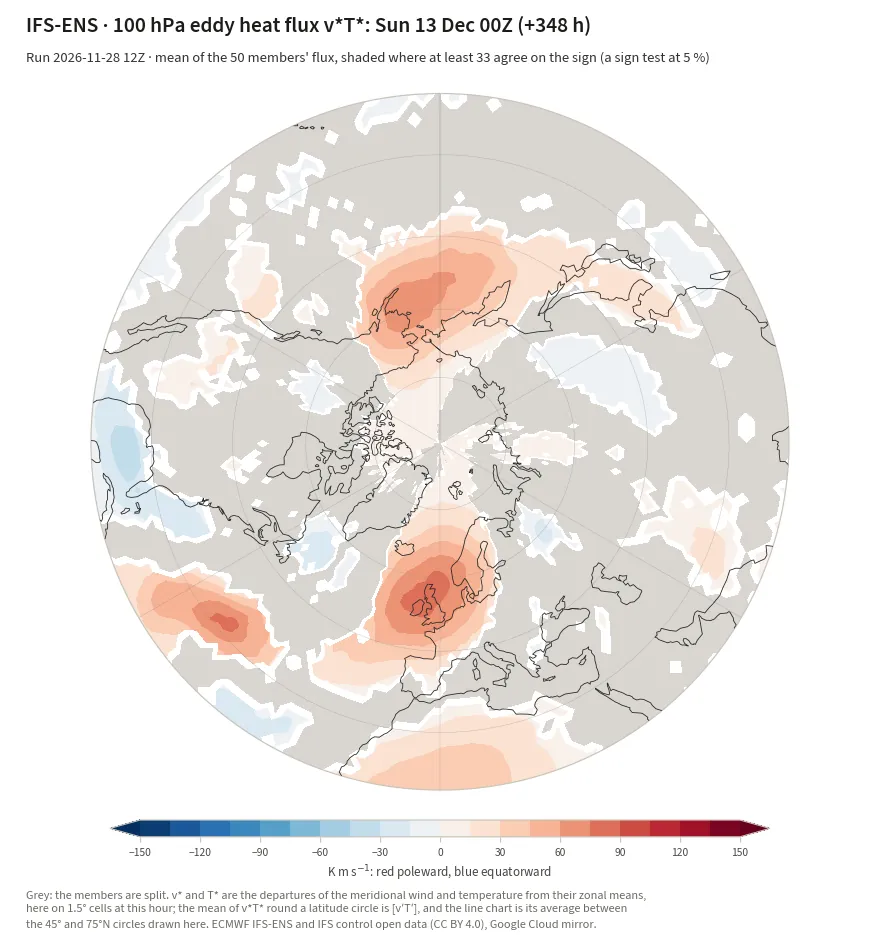 IFS-ENS · 100 hPa eddy heat flux v*T*: Sun 13 Dec 00Z (+348 h)
Run 2026-11-28 12Z · mean of the 50 members' flux, shaded where at least 33 agree on the sign (a sign test at 5 %)
−150 −120 −90 −60 −30 0 30 60 90 120 150
K m s⁻¹: red poleward, blue equatorward
Grey: the members are split. v* and T* are the departures of the meridional wind and temperature from their zonal means,
here on 1.5° cells at this hour; the mean of v*T* round a latitude circle is [v'T'], and the line chart is its average between
the 45° and 75°N circles drawn here. ECMWF IFS-ENS and IFS control open data (CC BY 4.0), Google Cloud mirror.